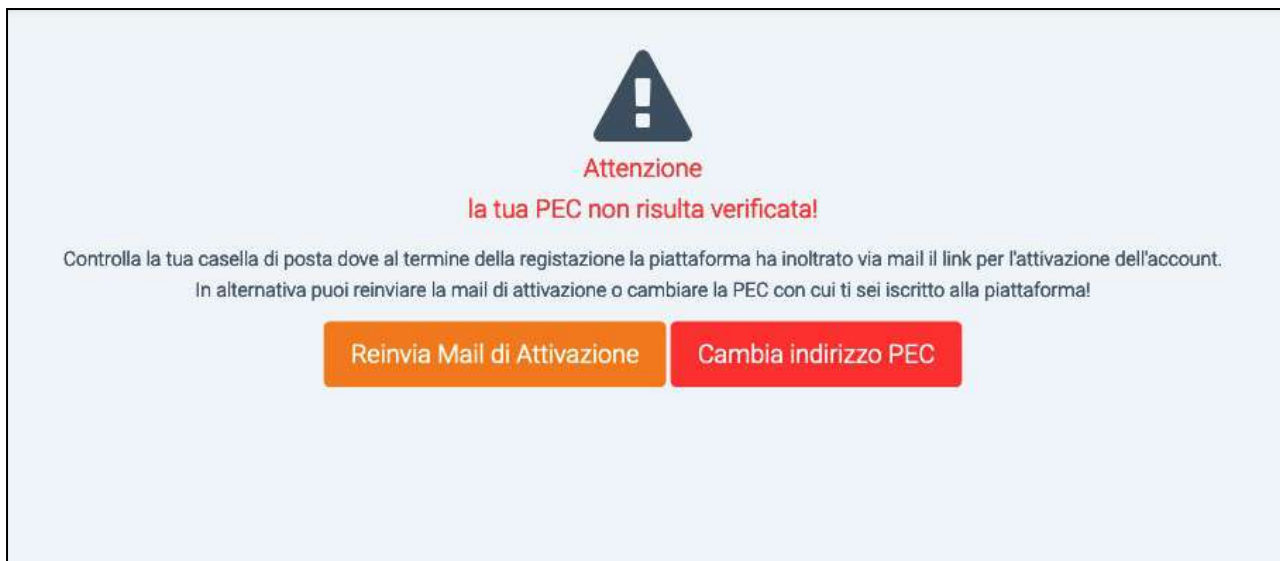 Attenzione
la tua PEC non risulta verificata!
Controlla la tua casella di posta dove al termine della registazione la piattaforma ha inoltrato via mail il link per l'attivazione dell'account.
In alternativa puoi reinviare la mail di attivazione o cambiare la PEC con cui ti sei iscritto alla piattaforma!
Reinvia Mail di Attivazione
Cambia indirizzo PEC